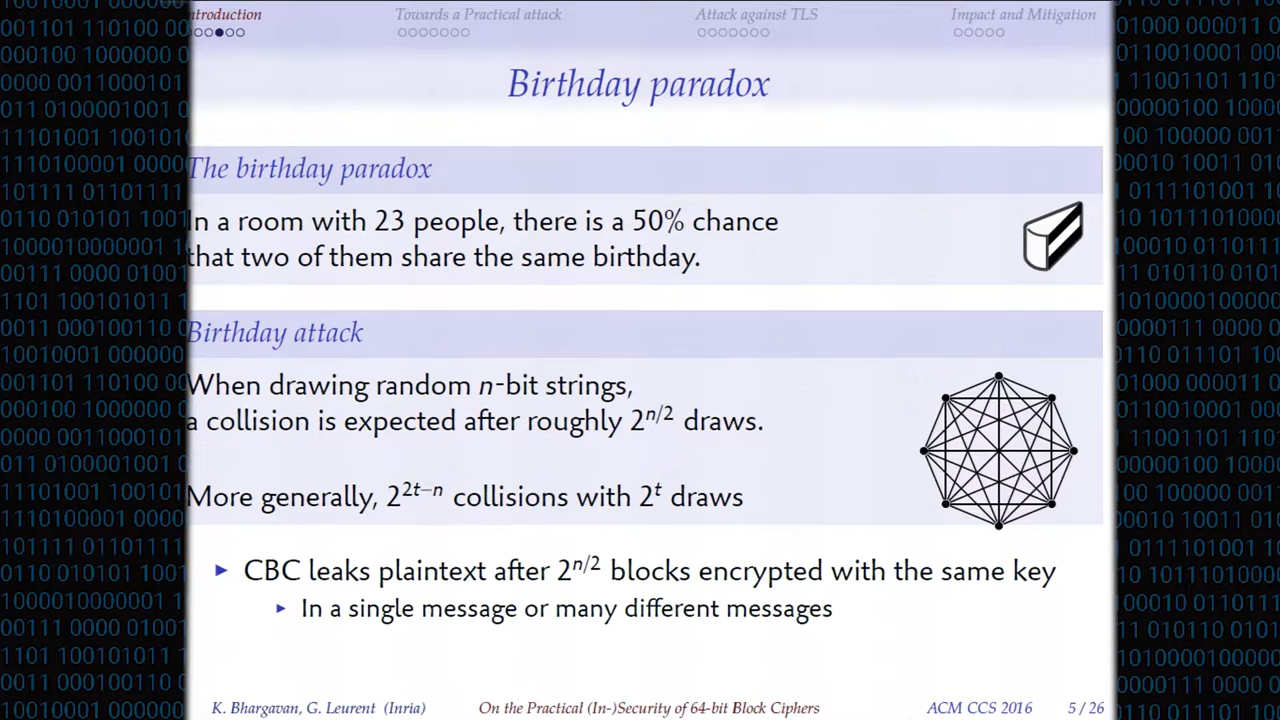 ntroduction Towards a Practical attack Attack against TLS Impact and Mitigation
Birthday paradox
The birthday paradox
In a room with 23 people, there is a 50% chance
that two of them share the same birthday.
Birthday attack
When drawing random n-bit strings,
a collision is expected after roughly 2^{n/2} draws.
More generally, 2^{2t−n} collisions with 2^t draws
CBC leaks plaintext after 2^{n/2} blocks encrypted with the same key
In a single message or many different messages
K. Bhargavan, G. Leurent (Inria) On the Practical (In-)Security of 64-bit Block Ciphers ACM CCS 2016 5 / 26